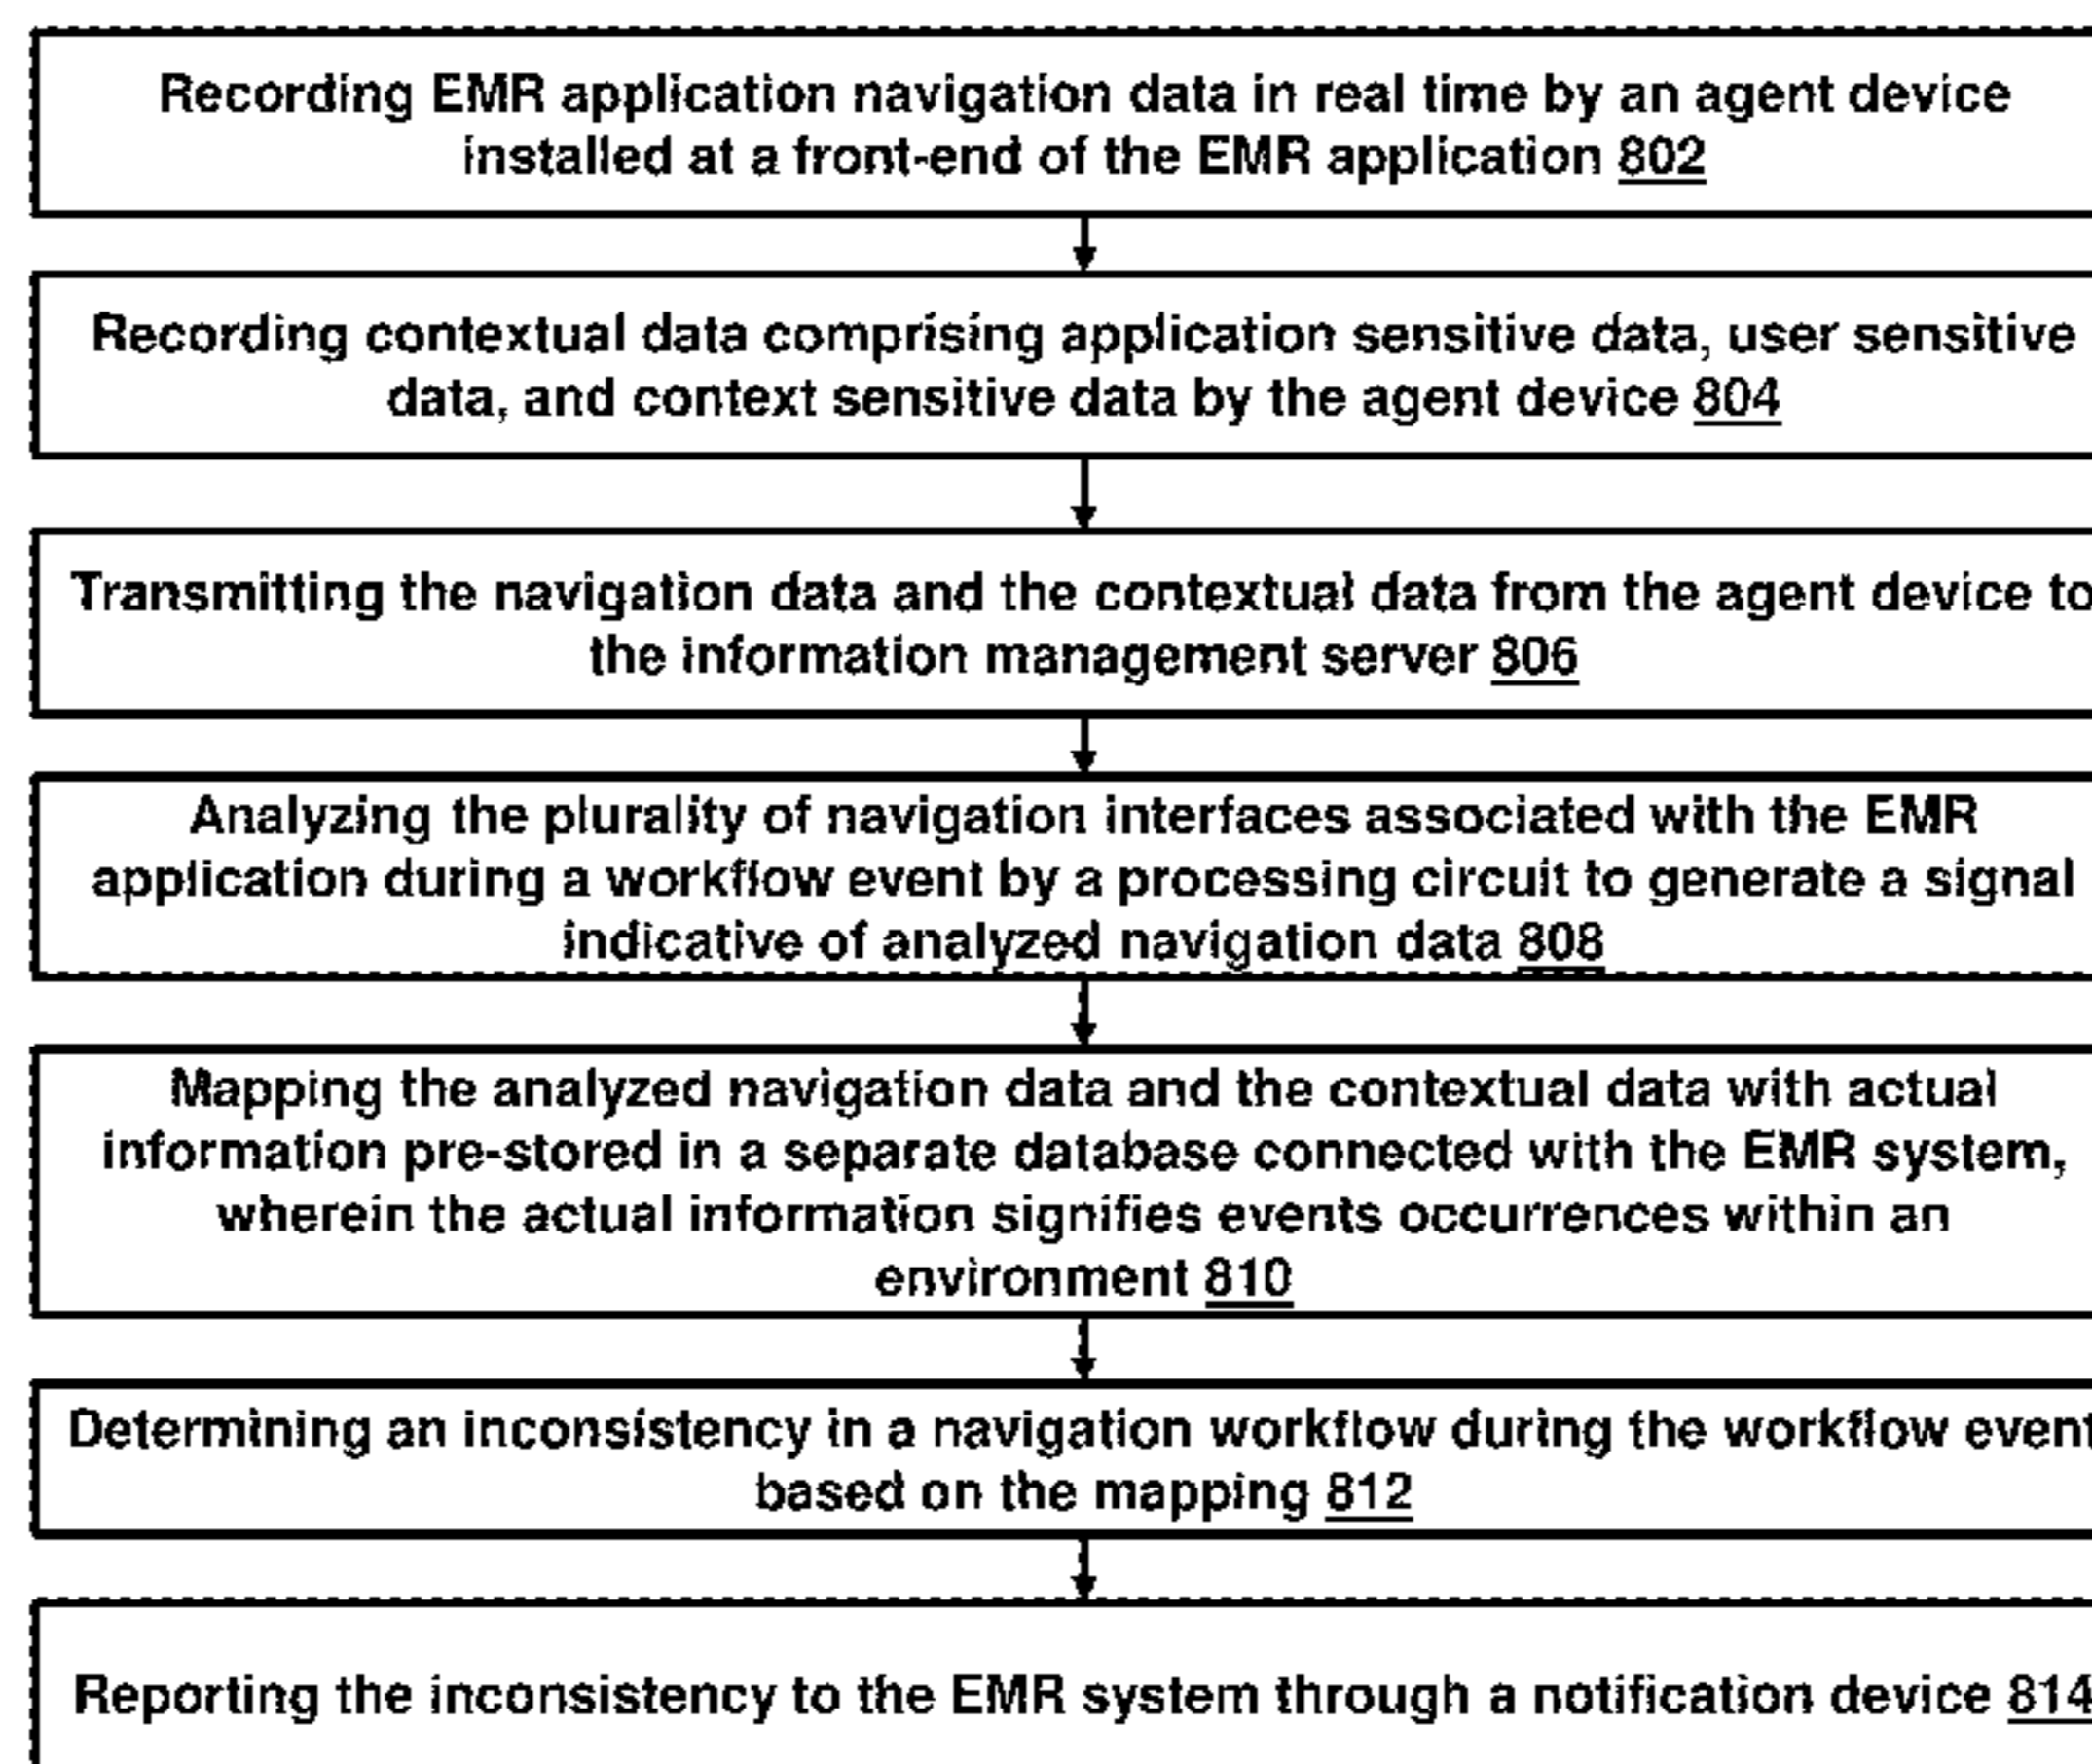 Recording EMR application navigation data in real time by an agent device
installed at a front-end of the EMR application 802
Recording contextual data comprising application sensitive data, user sensitive
data, and context sensitive data by the agent device 804
Transmitting the navigation data and the contextual data from the agent device to
the information management server 806
Analyzing the plurality of navigation interfaces associated with the EMR
application during a workflow event by a processing circuit to generate a signal
indicative of analyzed navigation data 808
Mapping the analyzed navigation data and the contextual data with actual
information pre-stored in a separate database connected with the EMR system,
wherein the actual information signifies events occurrences within an
environment 810
Determining an inconsistency in a navigation workflow during the workflow event
based on the mapping 812
Reporting the inconsistency to the EMR system through a notification device 814